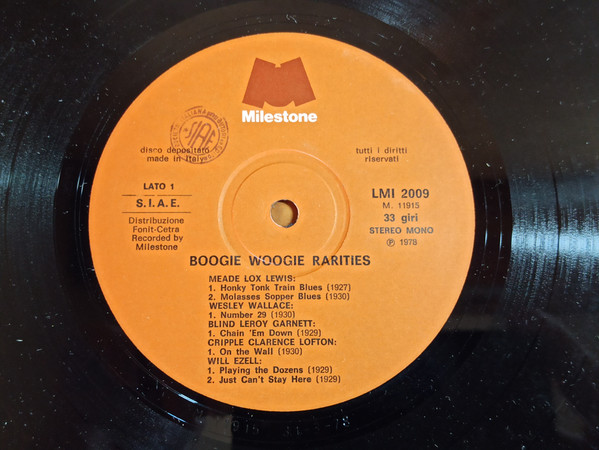 Milestone
S.I.A.E.
disco depositato
made in Italy
tutti i diritti
riservati
LATO 1
S.I.A.E.
Distribuzione
Fonit-Cetra
Recorded by
Milestone
LMI 2009
M. 11915
33 giri
STEREO MONO
℗ 1978
BOOGIE WOOGIE RARITIES
MEADE LOX LEWIS:
1. Honky Tonk Train Blues (1927)
2. Molasses Sopper Blues (1930)
WESLEY WALLACE:
1. Number 29 (1930)
BLIND LEROY GARNETT:
1. Chain 'Em Down (1929)
CRIPPLE CLARENCE LOFTON:
1. On the Wall (1930)
WILL EZELL:
1. Playing the Dozens (1929)
2. Just Can't Stay Here (1929)